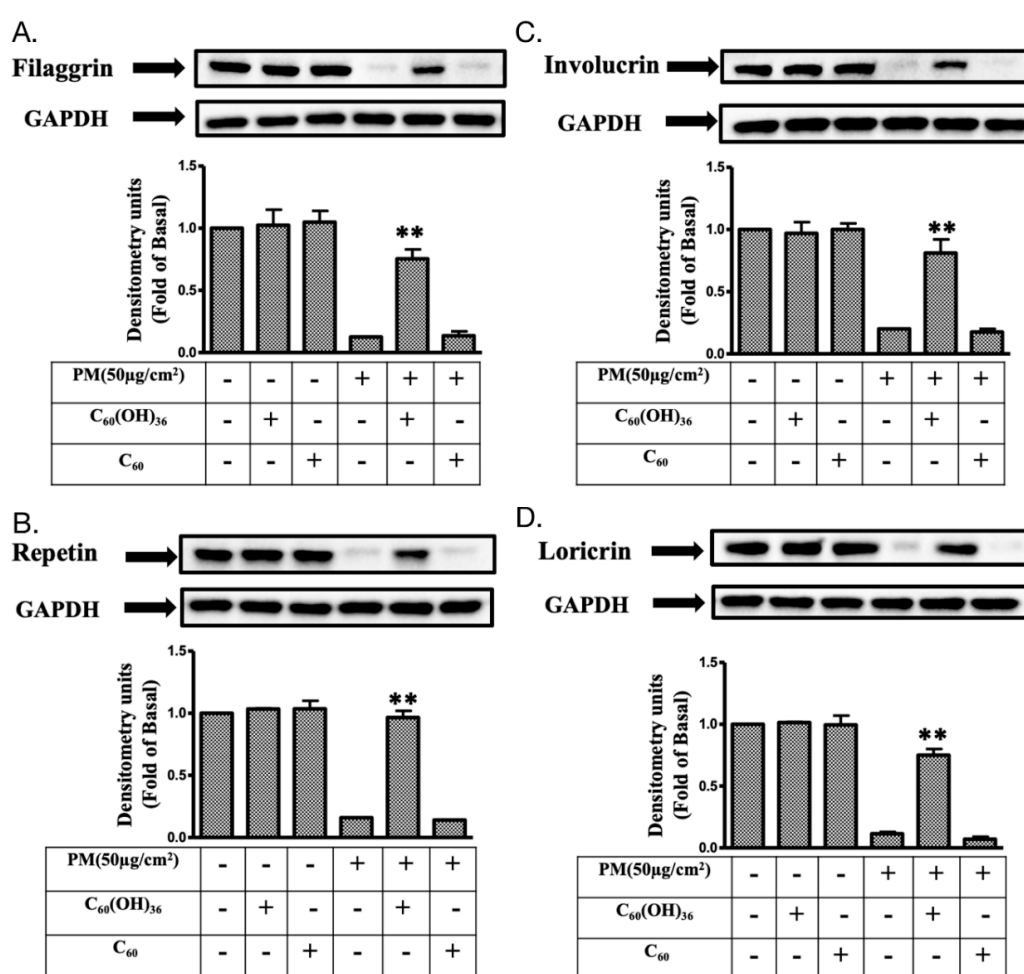 A.
Filaggrin
GAPDH
Densitometry units
(Fold of Basal)
1.5
1.0
0.5
0.0
**
PM(50µg/cm²) - - - + + +
C₆₀(OH)₃₆ - + - - + -
C₆₀ - - + - - +
B.
Repetin
GAPDH
Densitometry units
(Fold of Basal)
1.5
1.0
0.5
0.0
**
PM(50µg/cm²) - - - + + +
C₆₀(OH)₃₆ - + - - + -
C₆₀ - - + - - +
C.
Involucrin
GAPDH
Densitometry units
(Fold of Basal)
1.5
1.0
0.5
0.0
**
PM(50µg/cm²) - - - + + +
C₆₀(OH)₃₆ - + - - + -
C₆₀ - - + - - +
D.
Loricrin
GAPDH
Densitometry units
(Fold of Basal)
1.5
1.0
0.5
0.0
**
PM(50µg/cm²) - - - + + +
C₆₀(OH)₃₆ - + - - + -
C₆₀ - - + - - +